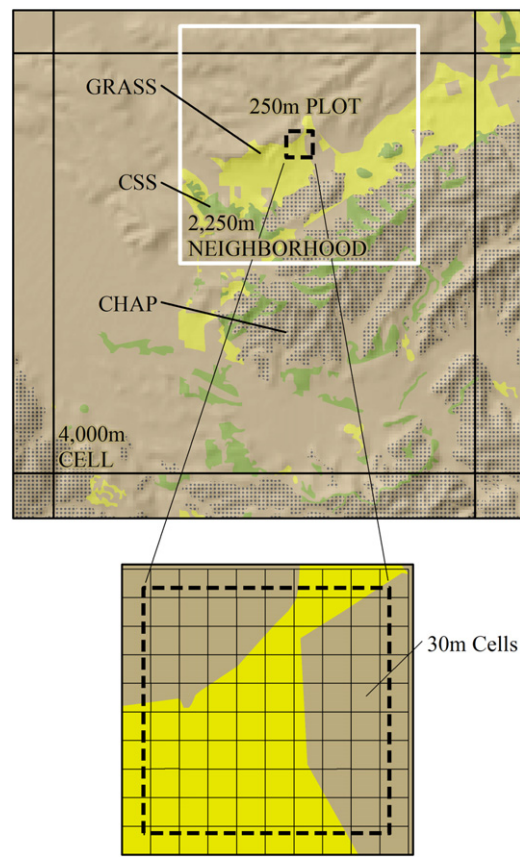 GRASS
250m PLOT
CSS
2,250m
NEIGHBORHOOD
CHAP
4,000m
CELL
30m Cells